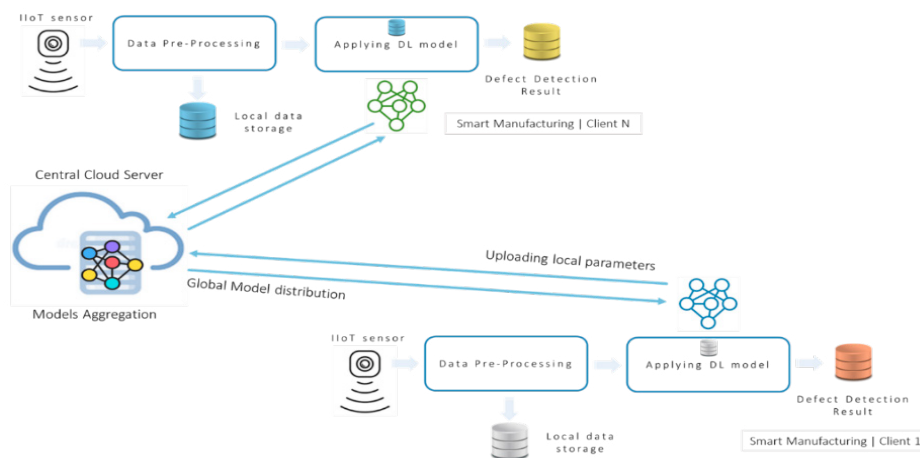 IIoT sensor
Data Pre-Processing
Applying DL model
Defect Detection
Result
Local data
storage
Smart Manufacturing | Client N
Central Cloud Server
Uploading local parameters
Global Model distribution
Models Aggregation
IIoT sensor
Data Pre-Processing
Applying DL model
Defect Detection
Result
Local data
storage
Smart Manufacturing | Client 1